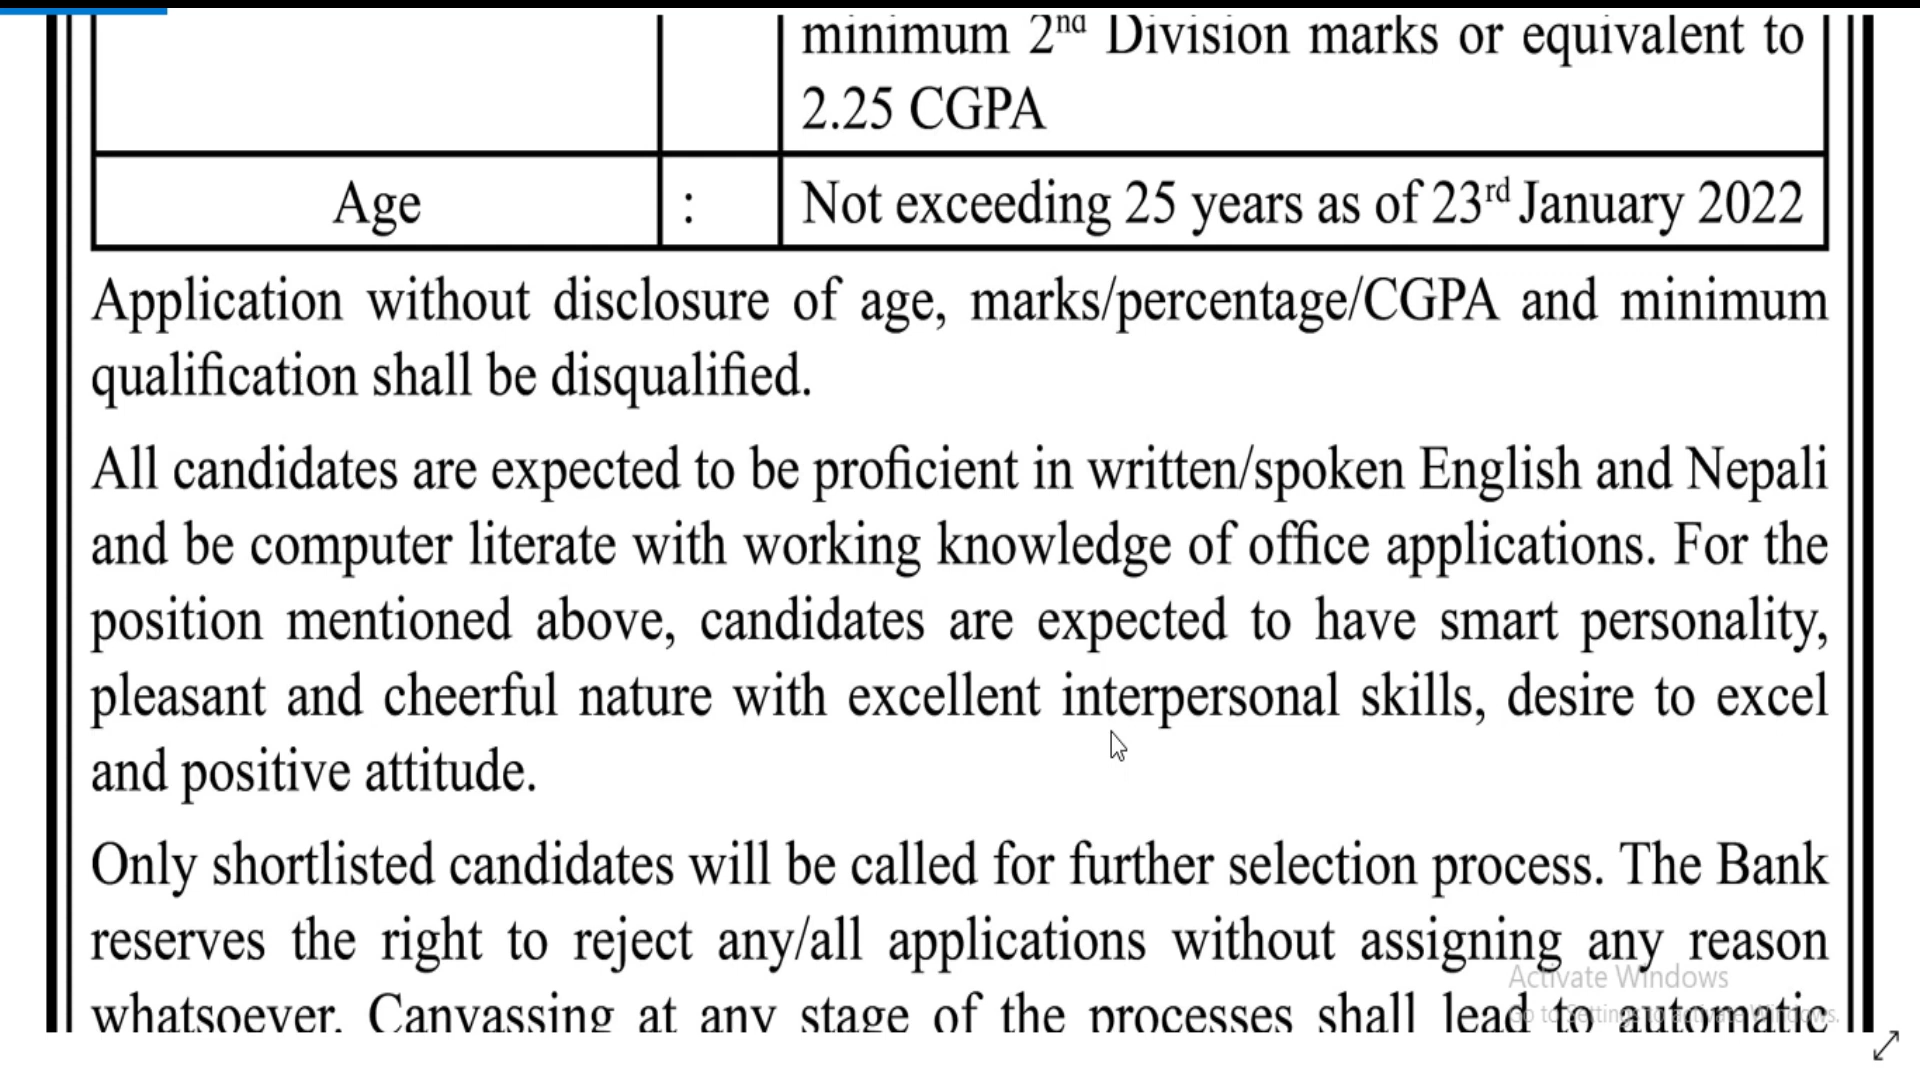 minimum 2nd Division marks or equivalent to
2.25 CGPA
Age : Not exceeding 25 years as of 23rd January 2022
Application without disclosure of age, marks/percentage/CGPA and minimum
qualification shall be disqualified.
All candidates are expected to be proficient in written/spoken English and Nepali
and be computer literate with working knowledge of office applications. For the
position mentioned above, candidates are expected to have smart personality,
pleasant and cheerful nature with excellent interpersonal skills, desire to excel
and positive attitude.
Only shortlisted candidates will be called for further selection process. The Bank
reserves the right to reject any/all applications without assigning any reason
whatsoever. Canvassing at any stage of the processes shall lead to automatic
Activate Windows
Go to Settings to activate Windows.